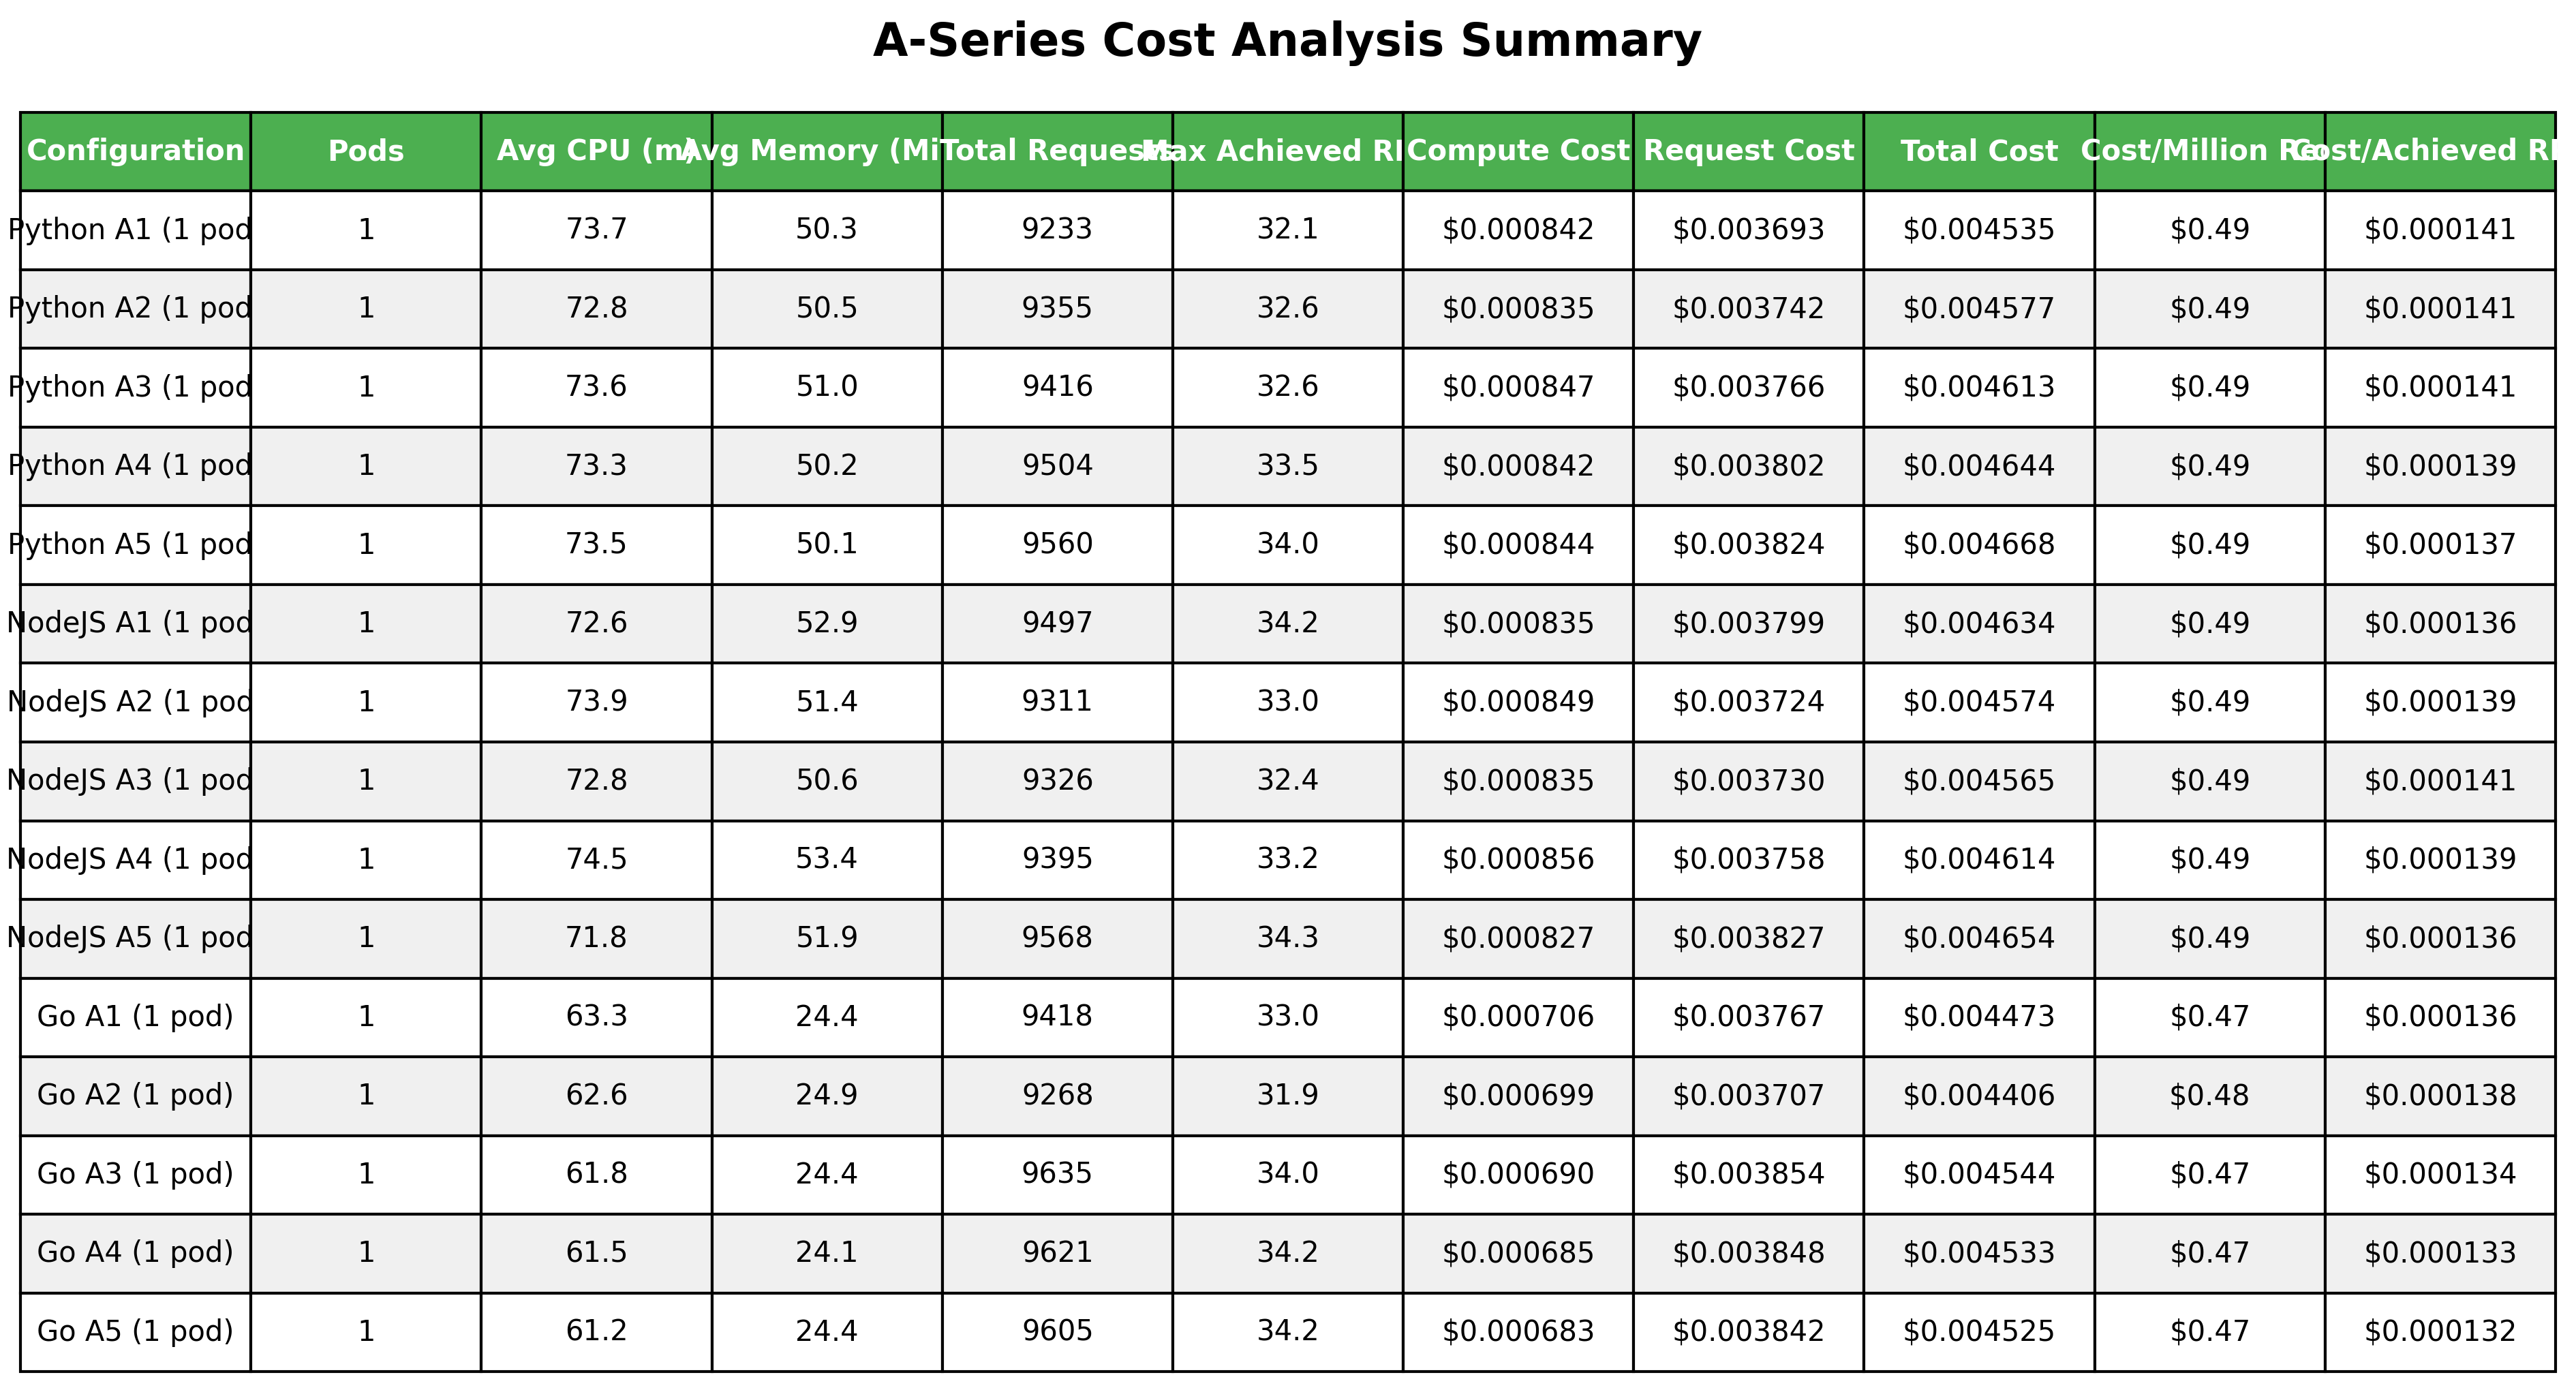 A-Series Cost Analysis Summary
Configuration Pods Avg CPU (m) Avg Memory (Mi Total Requests Max Achieved RP Compute Cost Request Cost Total Cost Cost/Million Re Cost/Achieved RP
Python A1 (1 pod 1 73.7 50.3 9233 32.1 $0.000842 $0.003693 $0.004535 $0.49 $0.000141
Python A2 (1 pod 1 72.8 50.5 9355 32.6 $0.000835 $0.003742 $0.004577 $0.49 $0.000141
Python A3 (1 pod 1 73.6 51.0 9416 32.6 $0.000847 $0.003766 $0.004613 $0.49 $0.000141
Python A4 (1 pod 1 73.3 50.2 9504 33.5 $0.000842 $0.003802 $0.004644 $0.49 $0.000139
Python A5 (1 pod 1 73.5 50.1 9560 34.0 $0.000844 $0.003824 $0.004668 $0.49 $0.000137
NodeJS A1 (1 pod 1 72.6 52.9 9497 34.2 $0.000835 $0.003799 $0.004634 $0.49 $0.000136
NodeJS A2 (1 pod 1 73.9 51.4 9311 33.0 $0.000849 $0.003724 $0.004574 $0.49 $0.000139
NodeJS A3 (1 pod 1 72.8 50.6 9326 32.4 $0.000835 $0.003730 $0.004565 $0.49 $0.000141
NodeJS A4 (1 pod 1 74.5 53.4 9395 33.2 $0.000856 $0.003758 $0.004614 $0.49 $0.000139
NodeJS A5 (1 pod 1 71.8 51.9 9568 34.3 $0.000827 $0.003827 $0.004654 $0.49 $0.000136
Go A1 (1 pod) 1 63.3 24.4 9418 33.0 $0.000706 $0.003767 $0.004473 $0.47 $0.000136
Go A2 (1 pod) 1 62.6 24.9 9268 31.9 $0.000699 $0.003707 $0.004406 $0.48 $0.000138
Go A3 (1 pod) 1 61.8 24.4 9635 34.0 $0.000690 $0.003854 $0.004544 $0.47 $0.000134
Go A4 (1 pod) 1 61.5 24.1 9621 34.2 $0.000685 $0.003848 $0.004533 $0.47 $0.000133
Go A5 (1 pod) 1 61.2 24.4 9605 34.2 $0.000683 $0.003842 $0.004525 $0.47 $0.000132